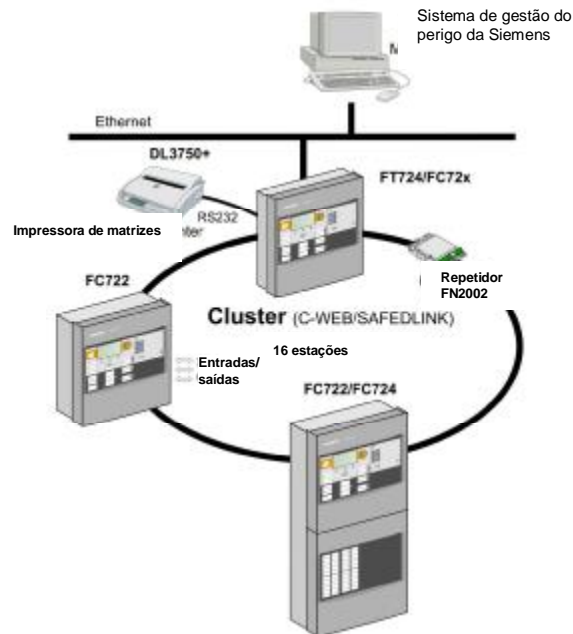 Sistema de gestão do
perigo da Siemens
M
Ethernet
DL3750+
FT724/FC72x
RS232
Impressora de matrizes
nter
Repetidor
FN2002
FC722
Cluster (C-WEB/SAFEDLINK)
16 estações
Entradas/
saídas
FC722/FC724